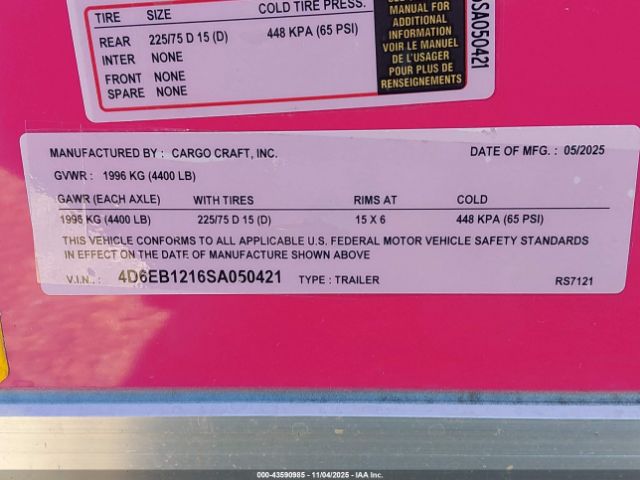 TIRE SIZE COLD TIRE PRESS.
REAR 225/75 D 15 (D) 448 KPA (65 PSI)
INTER NONE
FRONT NONE
SPARE NONE
MANUAL FOR
ADDITIONAL
INFORMATION
VOIR LE MANUEL
DE L'USAGER
POUR PLUS DE
RENSEIGNEMENTS
SA050421
MANUFACTURED BY : CARGO CRAFT, INC. DATE OF MFG. : 05/2025
GVWR : 1996 KG (4400 LB)
GAWR (EACH AXLE) WITH TIRES RIMS AT COLD
1996 KG (4400 LB) 225/75 D 15 (D) 15 X 6 448 KPA (65 PSI)
THIS VEHICLE CONFORMS TO ALL APPLICABLE U.S. FEDERAL MOTOR VEHICLE SAFETY STANDARDS
IN EFFECT ON THE DATE OF MANUFACTURE SHOWN ABOVE
V.I.N. : 4D6EB1216SA050421 TYPE : TRAILER RS7121
000-43590985 - 11/04/2025 - IAA Inc.